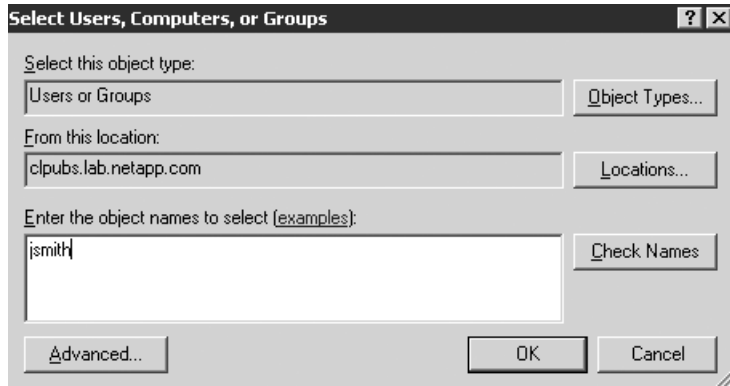 Select Users, Computers, or Groups
Select this object type:
Users or Groups
Object Types...
From this location:
clpubs.lab.netapp.com
Locations...
Enter the object names to select (examples):
jsmith
Check Names
Advanced...
OK
Cancel